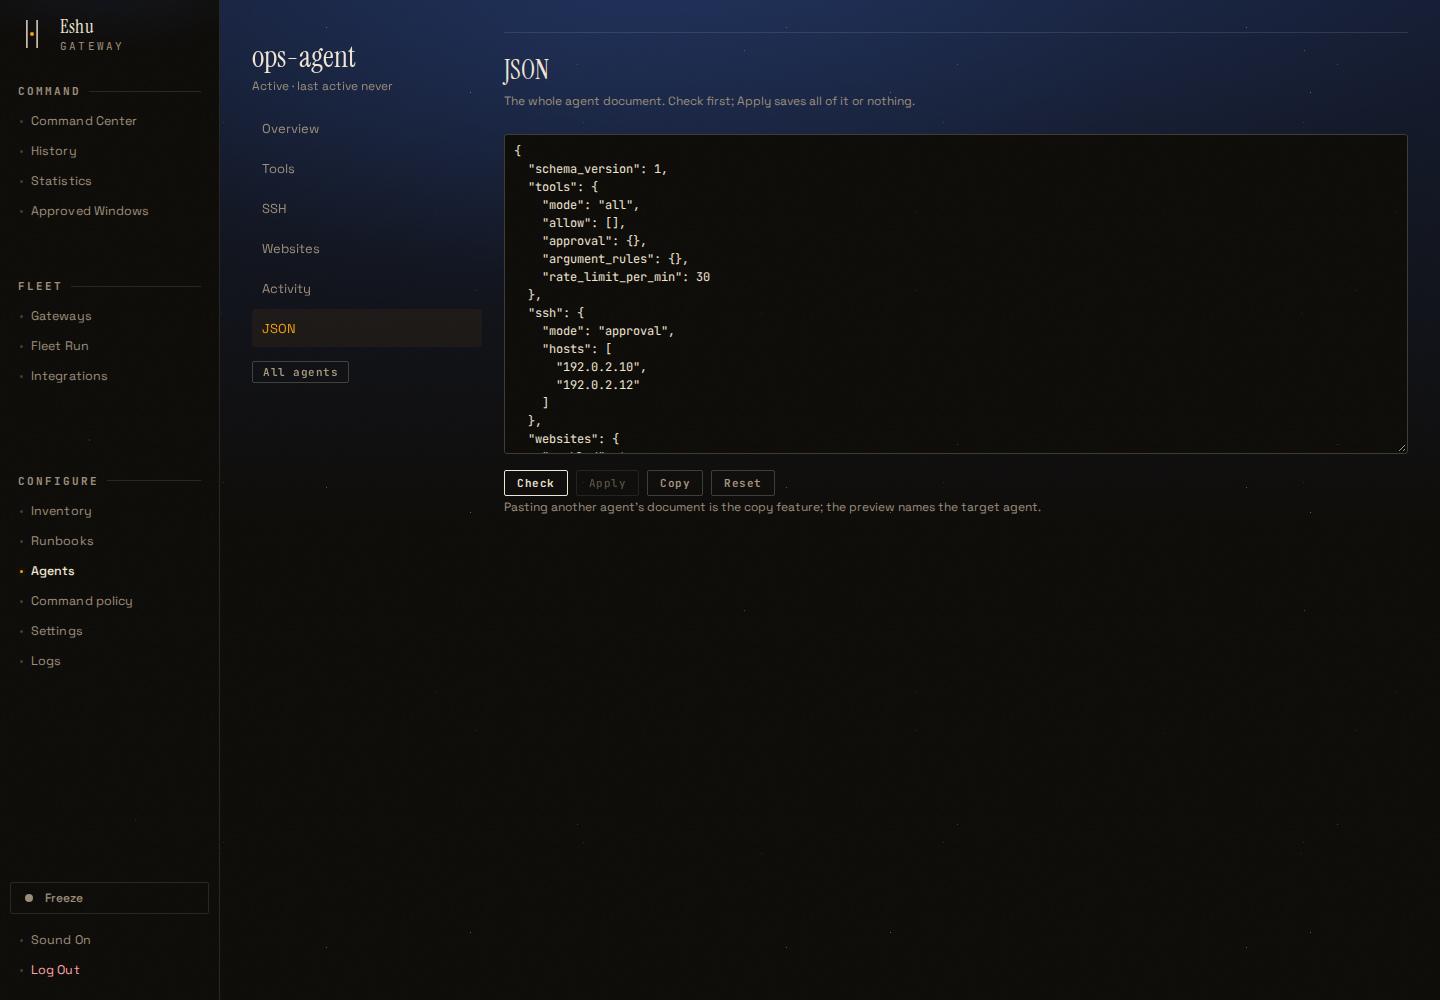 Eshu
GATEWAY
COMMAND
Command Center
History
Statistics
Approved Windows
FLEET
Gateways
Fleet Run
Integrations
CONFIGURE
Inventory
Runbooks
Agents
Command policy
Settings
Logs
Freeze
Sound On
Log Out
ops-agent
Active · last active never
Overview
Tools
SSH
Websites
Activity
JSON
All agents
JSON
The whole agent document. Check first; Apply saves all of it or nothing.
{
  "schema_version": 1,
  "tools": {
    "mode": "all",
    "allow": [],
    "approval": {},
    "argument_rules": {},
    "rate_limit_per_min": 30
  },
  "ssh": {
    "mode": "approval",
    "hosts": [
      "192.0.2.10",
      "192.0.2.12"
    ]
  },
  "websites": {
Check
Apply
Copy
Reset
Pasting another agent's document is the copy feature; the preview names the target agent.